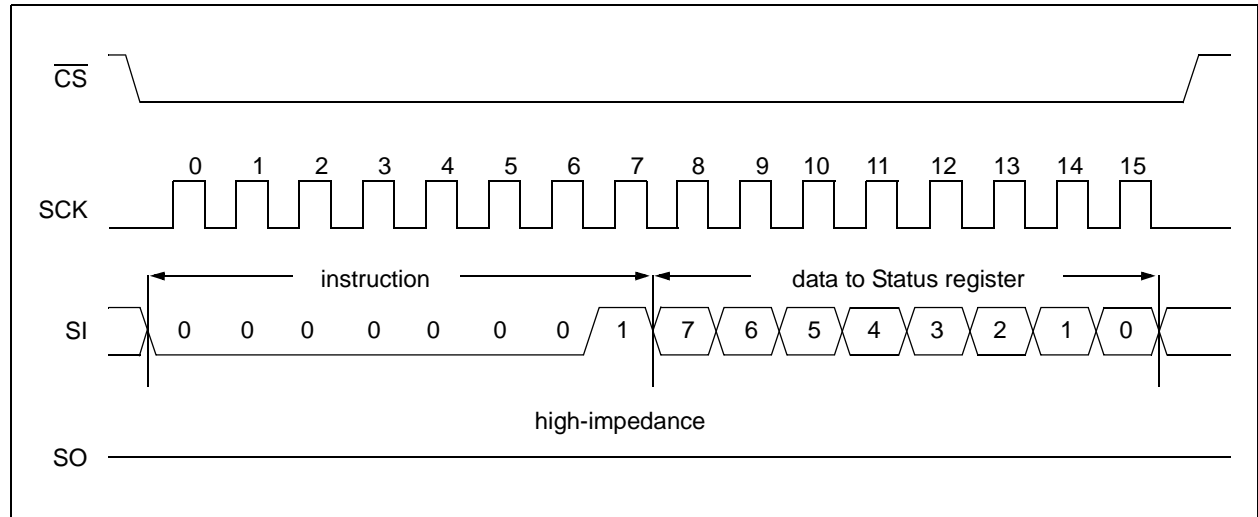 CS
0 1 2 3 4 5 6 7 8 9 10 11 12 13 14 15
SCK
instruction data to Status register
SI 0 0 0 0 0 0 0 1 7 6 5 4 3 2 1 0
high-impedance
SO